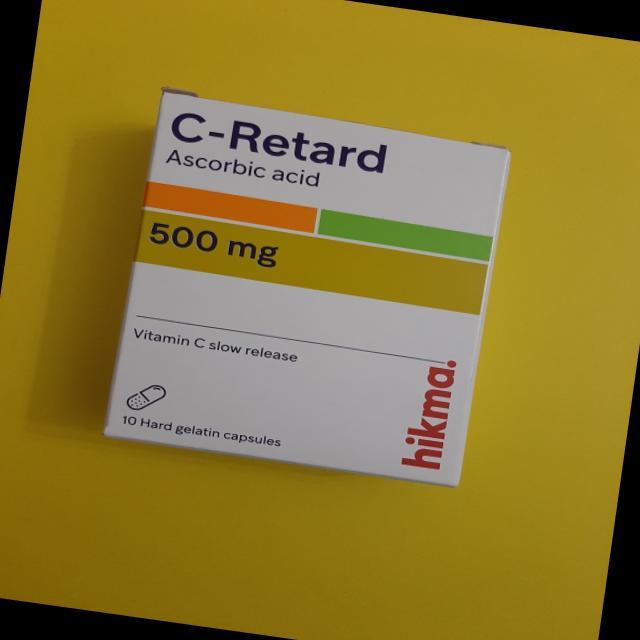 C-Retard
Ascorbic acid
500 mg
Vitamin C slow release
10 Hard gelatin capsules
hikma.